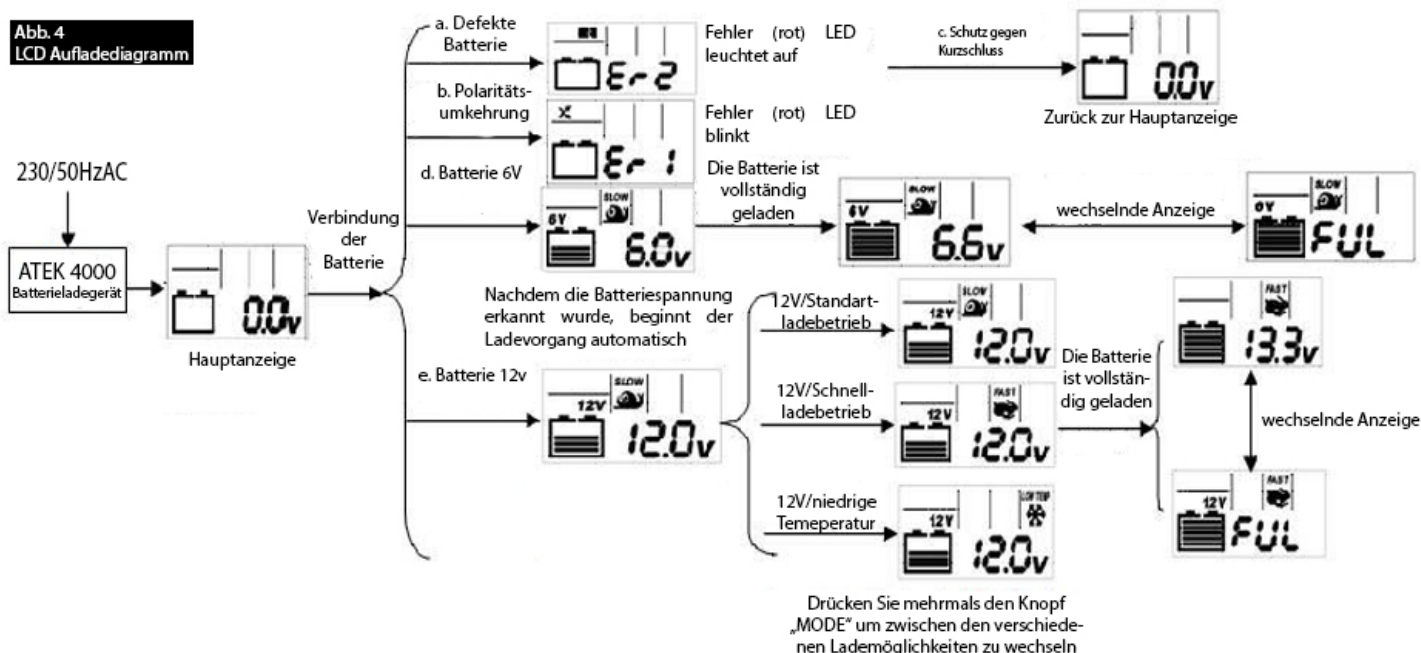 Abb. 4
LCD Aufladediagramm
230/50HzAC
ATEK 4000
Batterieladegerät
0.0v
Hauptanzeige
Verbindung
der
Batterie
a. Defekte
Batterie
Er2
Fehler (rot) LED
leuchtet auf
c. Schutz gegen
Kurzschluss
0.0v
Zurück zur Hauptanzeige
b. Polaritäts-
umkehrung
Er1
Fehler (rot) LED
blinkt
d. Batterie 6V
SLOW
6V
6.0v
Die Batterie ist
vollständig
geladen
SLOW
6V
6.6v
wechselnde Anzeige
SLOW
FUL
Nachdem die Batteriespannung
erkannt wurde, beginnt der
Ladevorgang automatisch
e. Batterie 12v
SLOW
12V
12.0v
12V/Standart-
ladebetrieb
SLOW
12V
12.0v
12V/Schnell-
ladebetrieb
FAST
12V
12.0v
12V/niedrige
Temeperatur
LOW TEMP
12V
12.0v
Drücken Sie mehrmals den Knopf
„MODE" um zwischen den verschiede-
nen Lademöglichkeiten zu wechseln
Die Batterie
ist vollstän-
dig geladen
FAST
13.3v
wechselnde Anzeige
FAST
12V
FUL